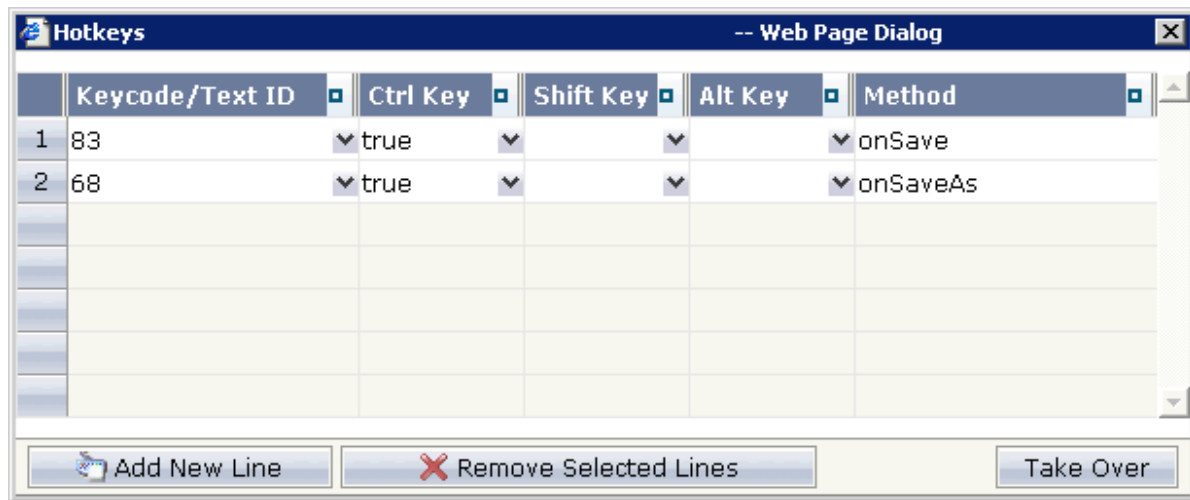 Hotkeys -- Web Page Dialog
Keycode/Text ID Ctrl Key Shift Key Alt Key Method
1 83 true onSave
2 68 true onSaveAs
Add New Line Remove Selected Lines Take Over